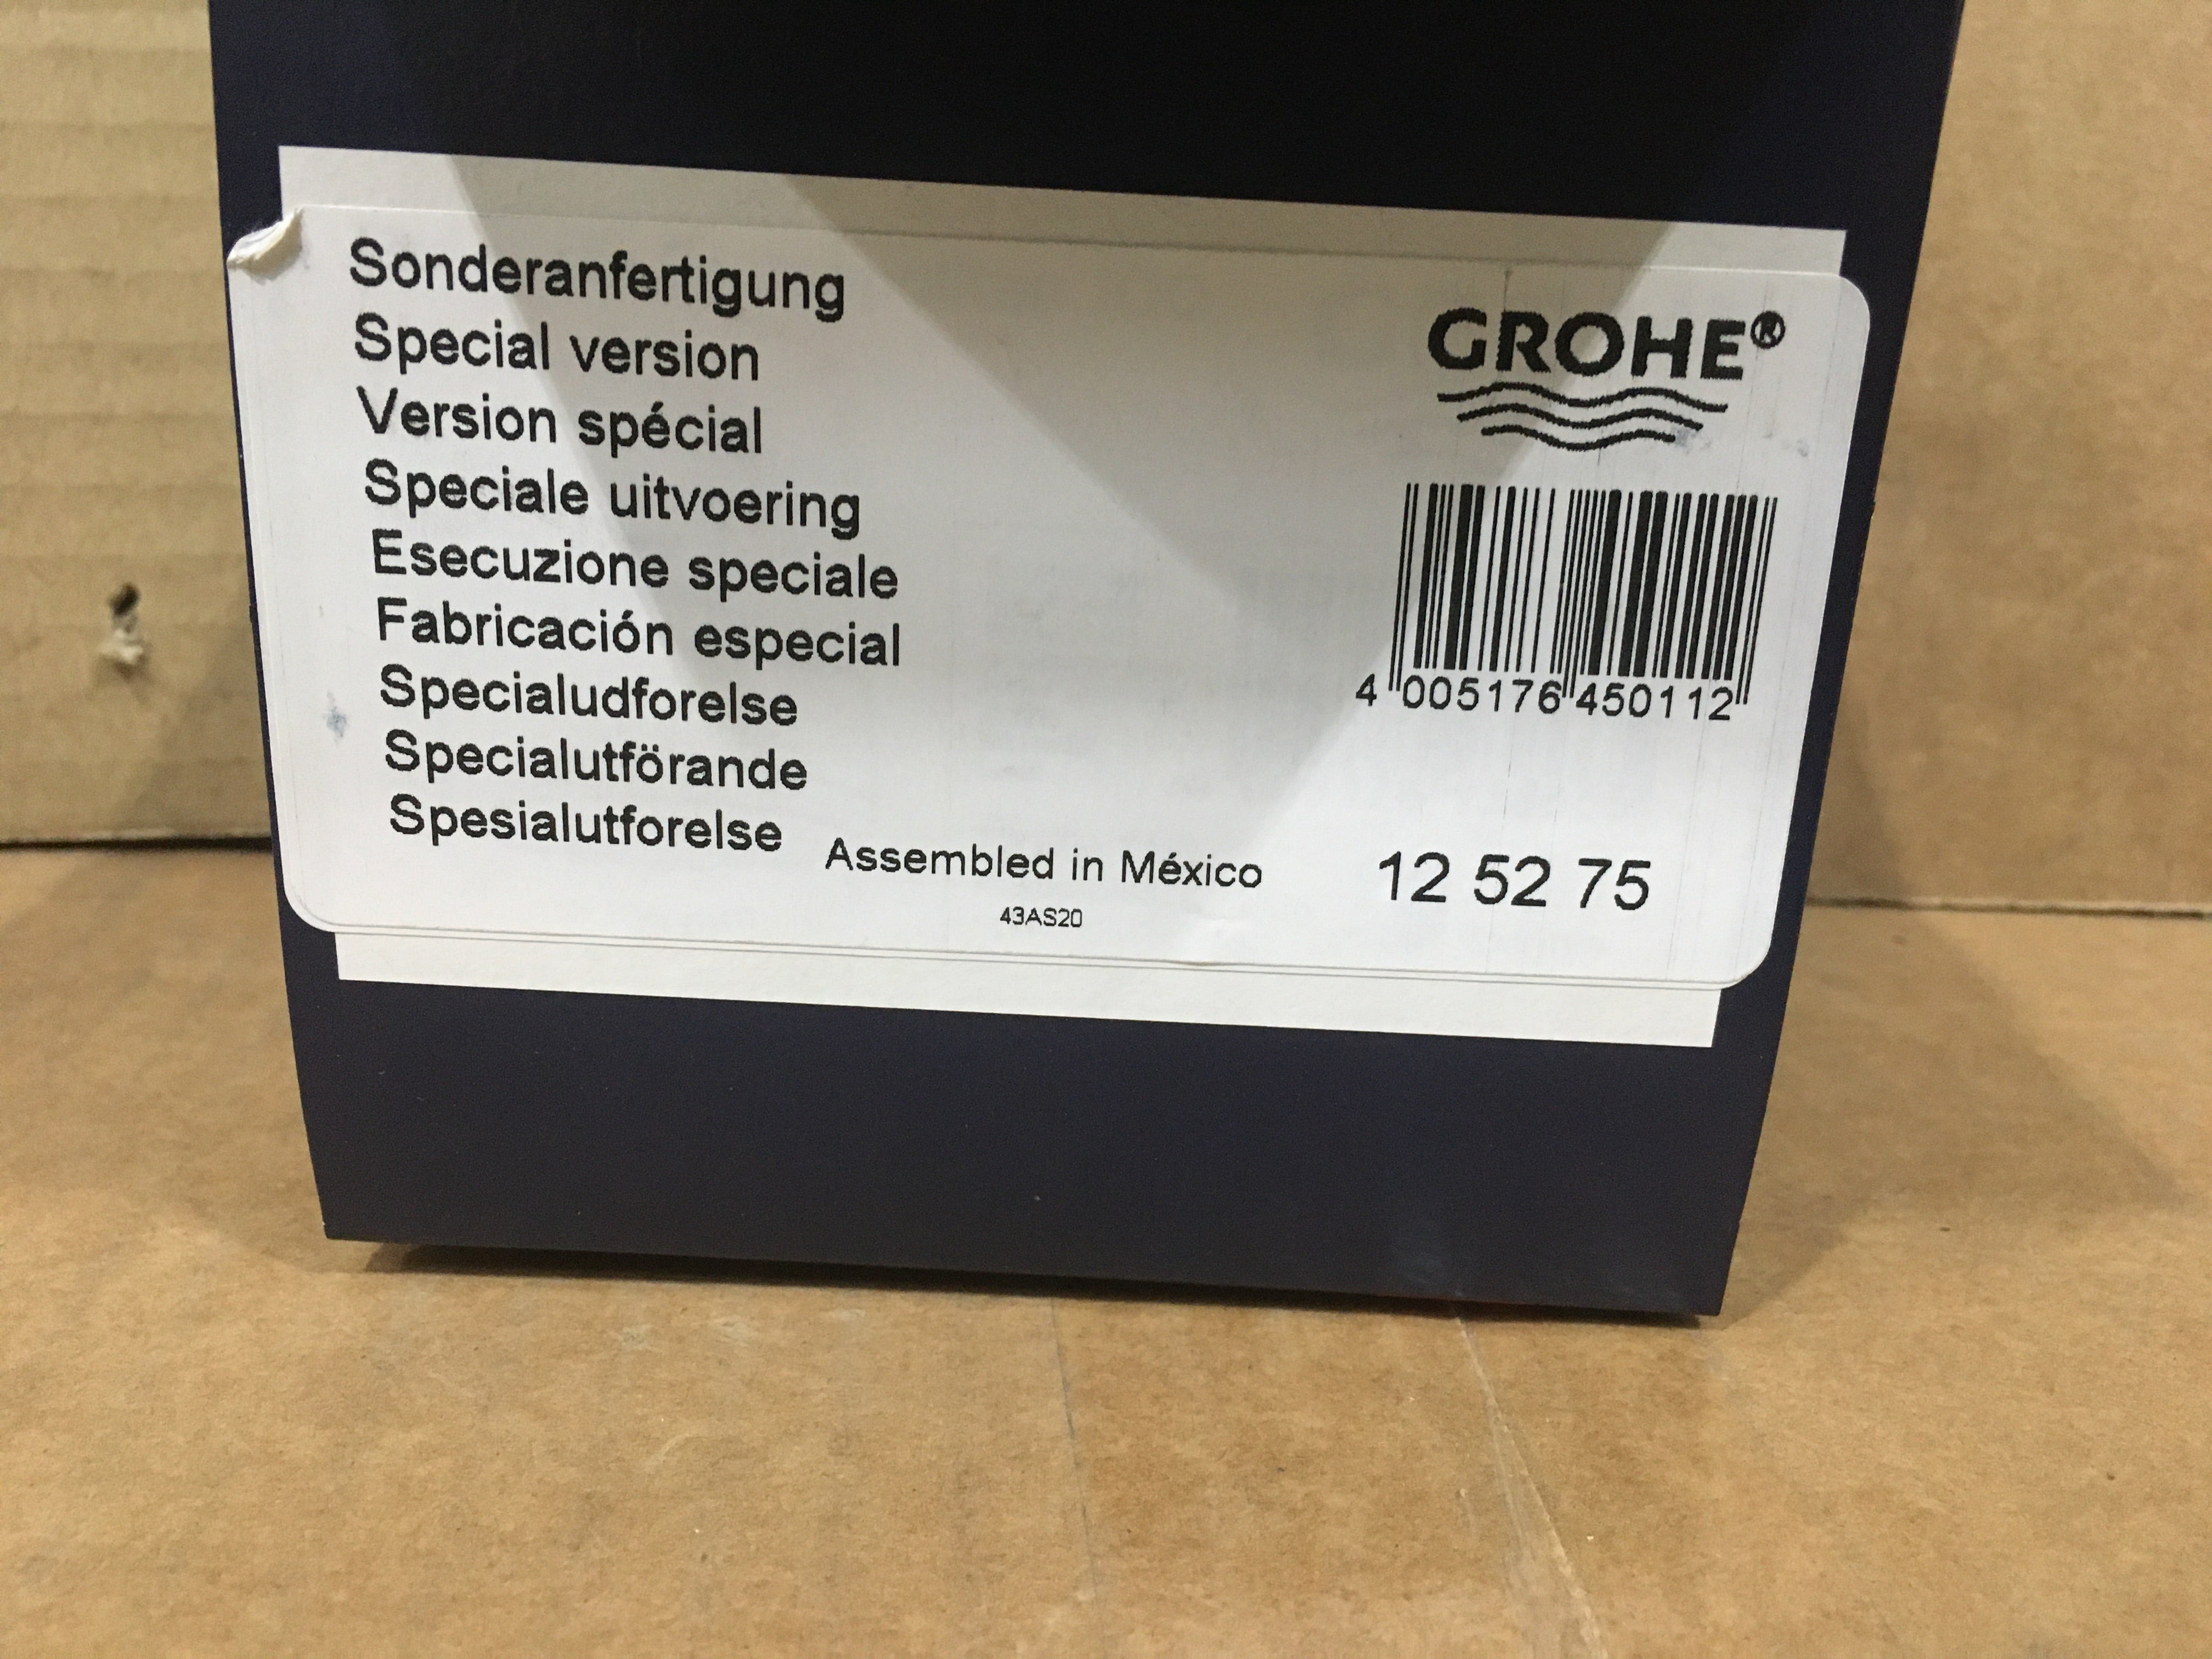 Sonderanfertigung
Special version
Version spécial
Speciale uitvoering
Esecuzione speciale
Fabricación especial
Specialudforelse
Specialutförande
Spesialutforelse
Assembled in México
43AS20
GROHE®
4 005176 450112
12 52 75